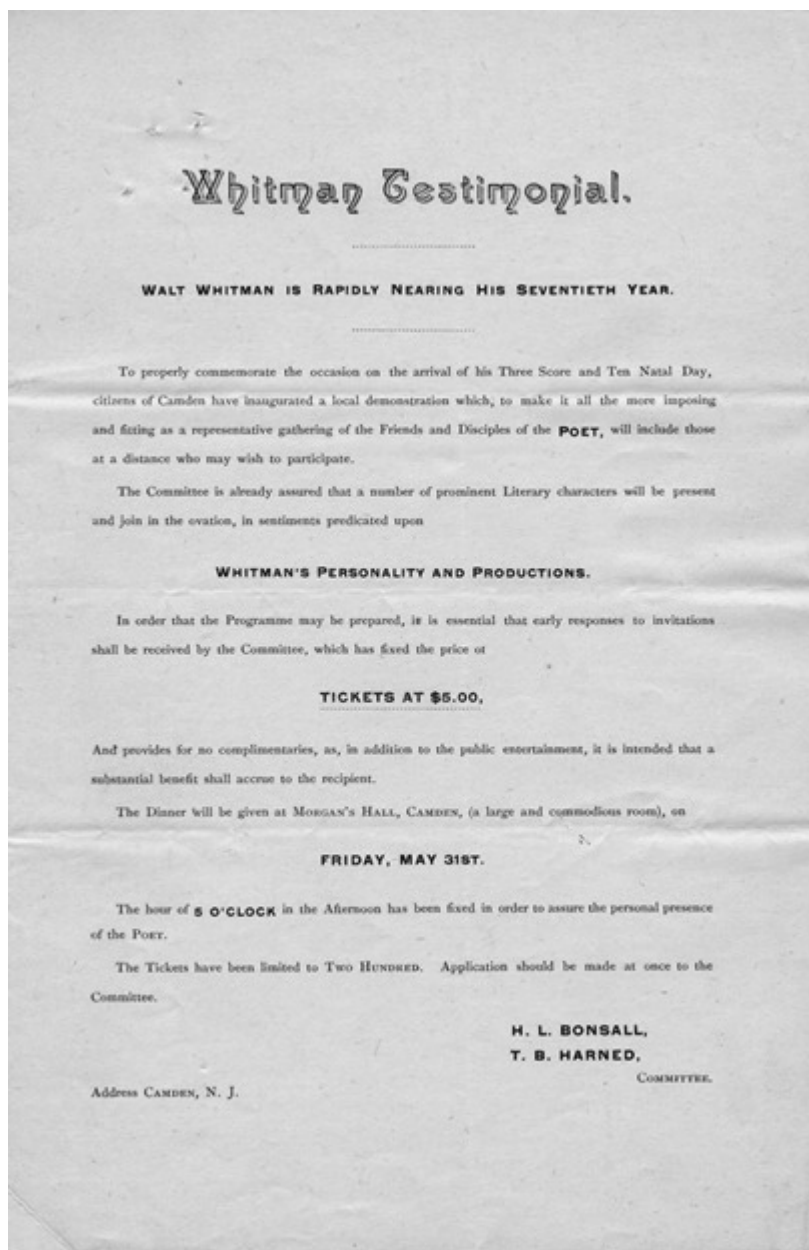 Whitman Testimonial.
WALT WHITMAN IS RAPIDLY NEARING HIS SEVENTIETH YEAR.
To properly commemorate the occasion on the arrival of his Three Score and Ten Natal Day,
citizens of Camden have inaugurated a local demonstration which, to make it all the more imposing
and fitting as a representative gathering of the Friends and Disciples of the POET, will include those
at a distance who may wish to participate.
The Committee is already assured that a number of prominent Literary characters will be present
and join in the ovation, in sentiments predicated upon
WHITMAN'S PERSONALITY AND PRODUCTIONS.
In order that the Programme may be prepared, it is essential that early responses to invitations
shall be received by the Committee, which has fixed the price of
TICKETS AT $5.00,
And provides for no complimentaries, as, in addition to the public entertainment, it is intended that a
substantial benefit shall accrue to the recipient.
The Dinner will be given at MORGAN'S HALL, CAMDEN, (a large and commodious room), on
FRIDAY, MAY 31ST.
The hour of 5 O'CLOCK in the Afternoon has been fixed in order to assure the personal presence
of the POET.
The Tickets have been limited to TWO HUNDRED. Application should be made at once to the
Committee.
H. L. BONSALL,
T. B. HARNED,
COMMITTEE.
Address CAMDEN, N. J.